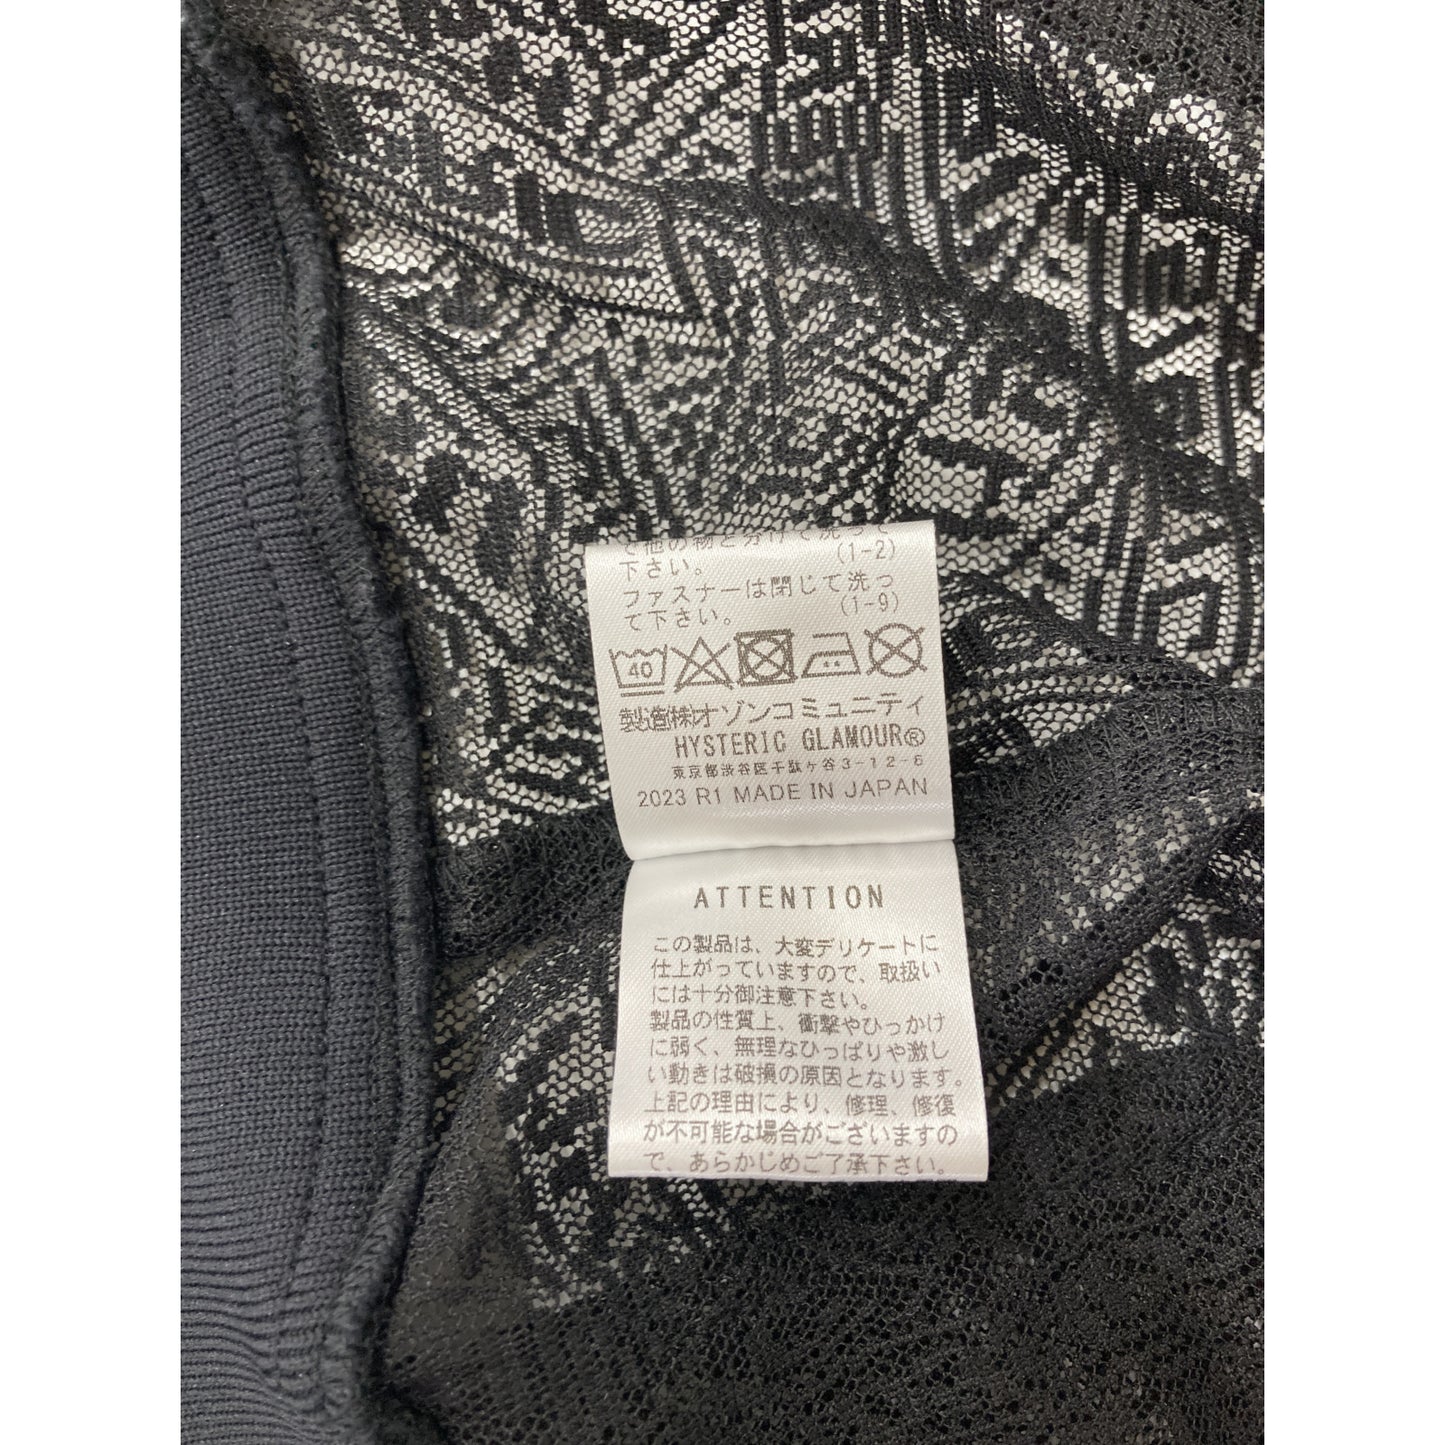 で他の物と分けて洗って
下さい。 (1-2)
ファスナーは閉じて洗っ
て下さい。 (1-9)
40
製造㈱オゾンコミュニティ
HYSTERIC GLAMOUR®
東京都渋谷区千駄ヶ谷3-12-6
2023 R1 MADE IN JAPAN
ATTENTION
この製品は、大変デリケートに
仕上がっていますので、取扱い
には十分御注意下さい。
製品の性質上、衝撃やひっかけ
に弱く、無理なひっぱりや激し
い動きは破損の原因となります。
上記の理由により、修理、修復
が不可能な場合がございますの
で、あらかじめご了承下さい。